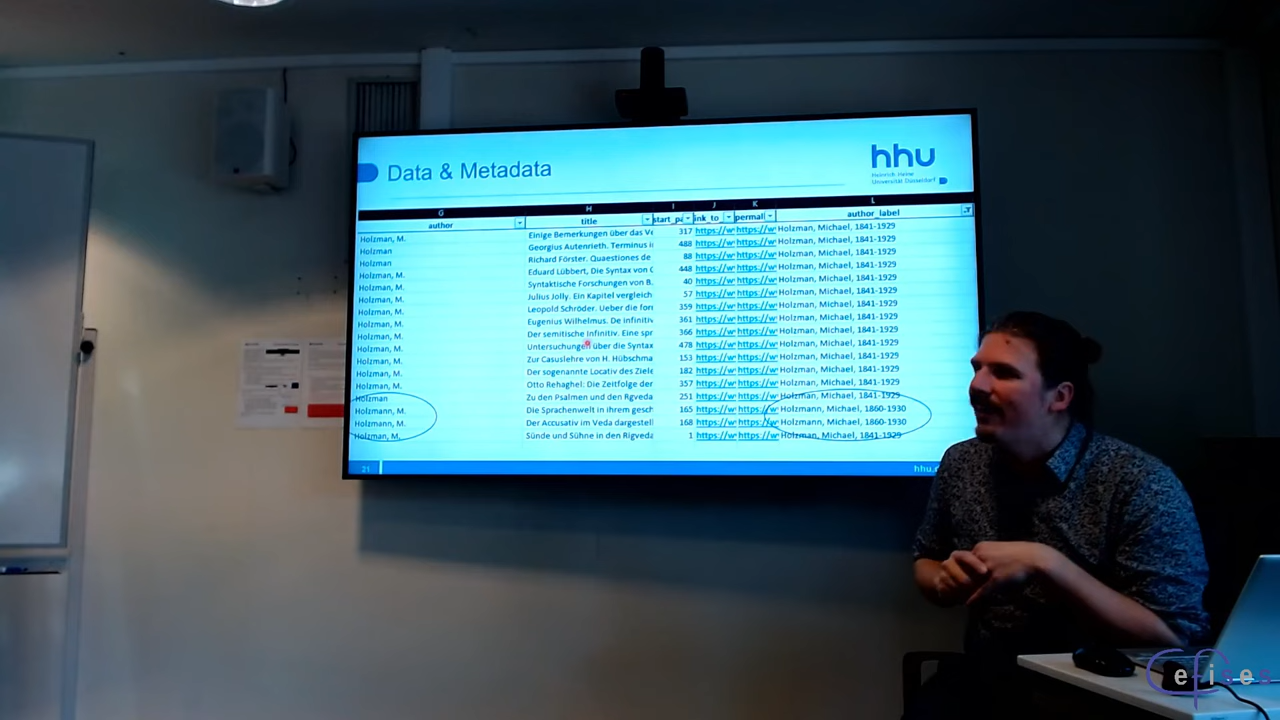 Data & Metadata
hhu
Heinrich Heine
Universität Düsseldorf
G H I J K L
author title start_pa link_to_ permal author_label
Holzman, M. Einige Bemerkungen über das Ve 317 https://w https://w Holzman, Michael, 1841-1929
Holzman Georgius Autenrieth. Terminus i 488 https://w https://w Holzman, Michael, 1841-1929
Holzman Richard Förster. Quaestiones de 88 https://w https://w Holzman, Michael, 1841-1929
Holzman, M. Eduard Lübbert, Die Syntax von 448 https://w https://w Holzman, Michael, 1841-1929
Holzman, M. Syntaktische Forschungen von B. 40 https://w https://w Holzman, Michael, 1841-1929
Holzman, M. Julius Jolly. Ein Kapitel vergleich 57 https://w https://w Holzman, Michael, 1841-1929
Holzman, M. Leopold Schröder. Ueber die for 359 https://w https://w Holzman, Michael, 1841-1929
Holzman, M. Eugenius Wilhelmus. De infinitiv 361 https://w https://w Holzman, Michael, 1841-1929
Holzman, M. Der semitische Infinitiv. Eine spr 366 https://w https://w Holzman, Michael, 1841-1929
Holzman, M. Untersuchungen über die Syntax 478 https://w https://w Holzman, Michael, 1841-1929
Holzman, M. Zur Casuslehre von H. Hübschma 153 https://w https://w Holzman, Michael, 1841-1929
Holzman, M. Der sogenannte Locativ des Ziele 182 https://w https://w Holzman, Michael, 1841-1929
Holzman, M. Otto Rehaghel: Die Zeitfolge der 357 https://w https://w Holzman, Michael, 1841-1929
Holzman Zu den Psalmen und den Rgveda 251 https://w https://w Holzman, Michael, 1841-1929
Holzmann, M. Die Sprachenwelt in ihrem gesch 165 https://w https://w Holzmann, Michael, 1860-1930
Holzmann, M. Der Accusativ im Veda dargestell 168 https://w https://w Holzmann, Michael, 1860-1930
Holzman, M. Sünde und Sühne in den Rigveda 1 https://w https://w Holzman, Michael, 1841-1929
21
hhu.
Cefises